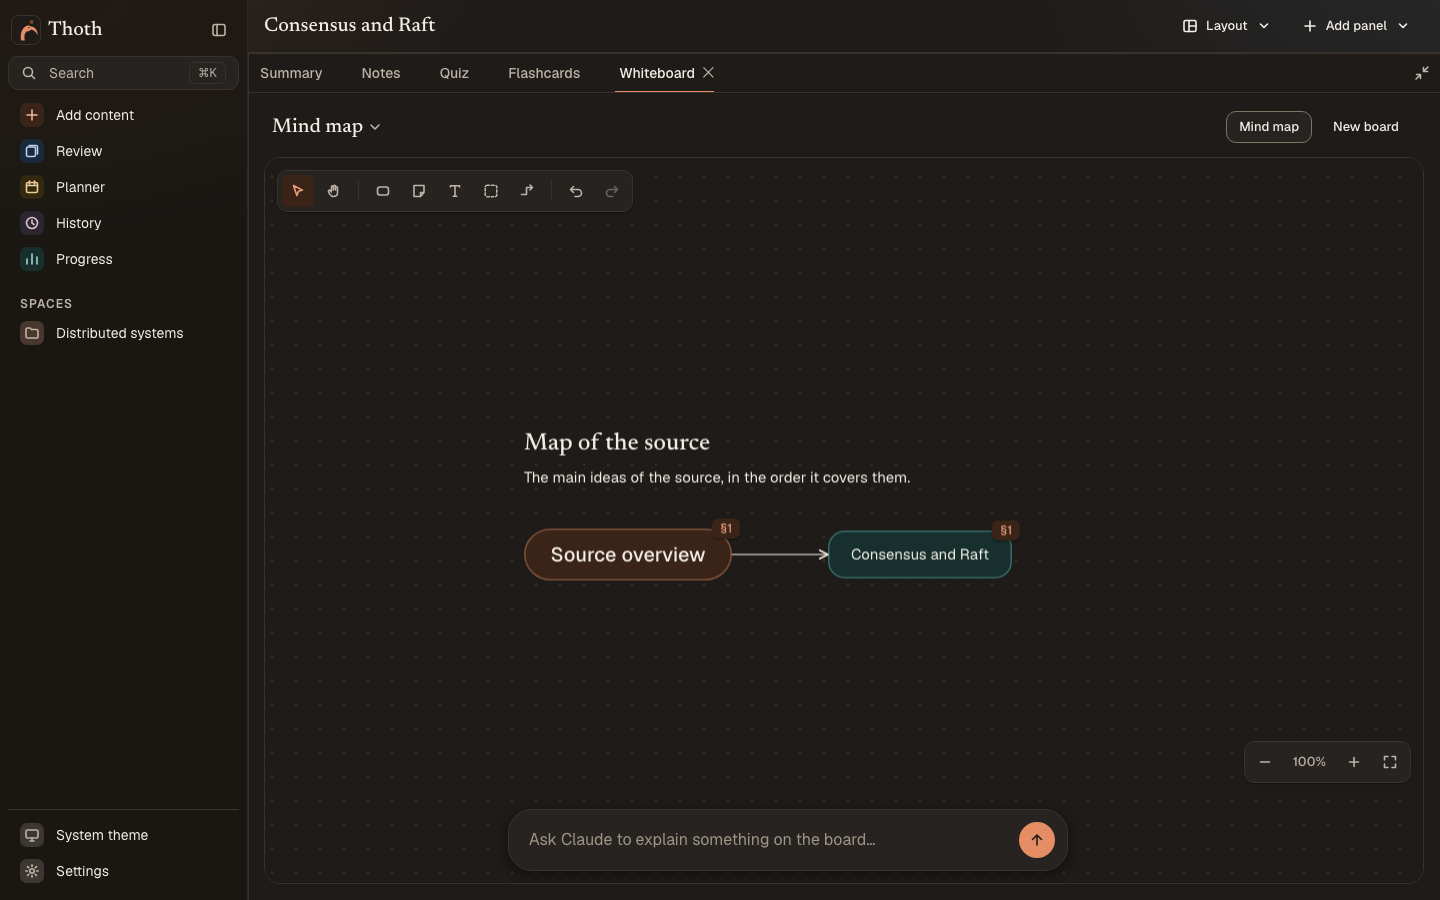 Thoth
Search ⌘K
Add content
Review
Planner
History
Progress
SPACES
Distributed systems
System theme
Settings
Consensus and Raft
Layout
Add panel
Summary
Notes
Quiz
Flashcards
Whiteboard
Mind map
Mind map
New board
Map of the source
The main ideas of the source, in the order it covers them.
§1
Source overview
§1
Consensus and Raft
100%
Ask Claude to explain something on the board...